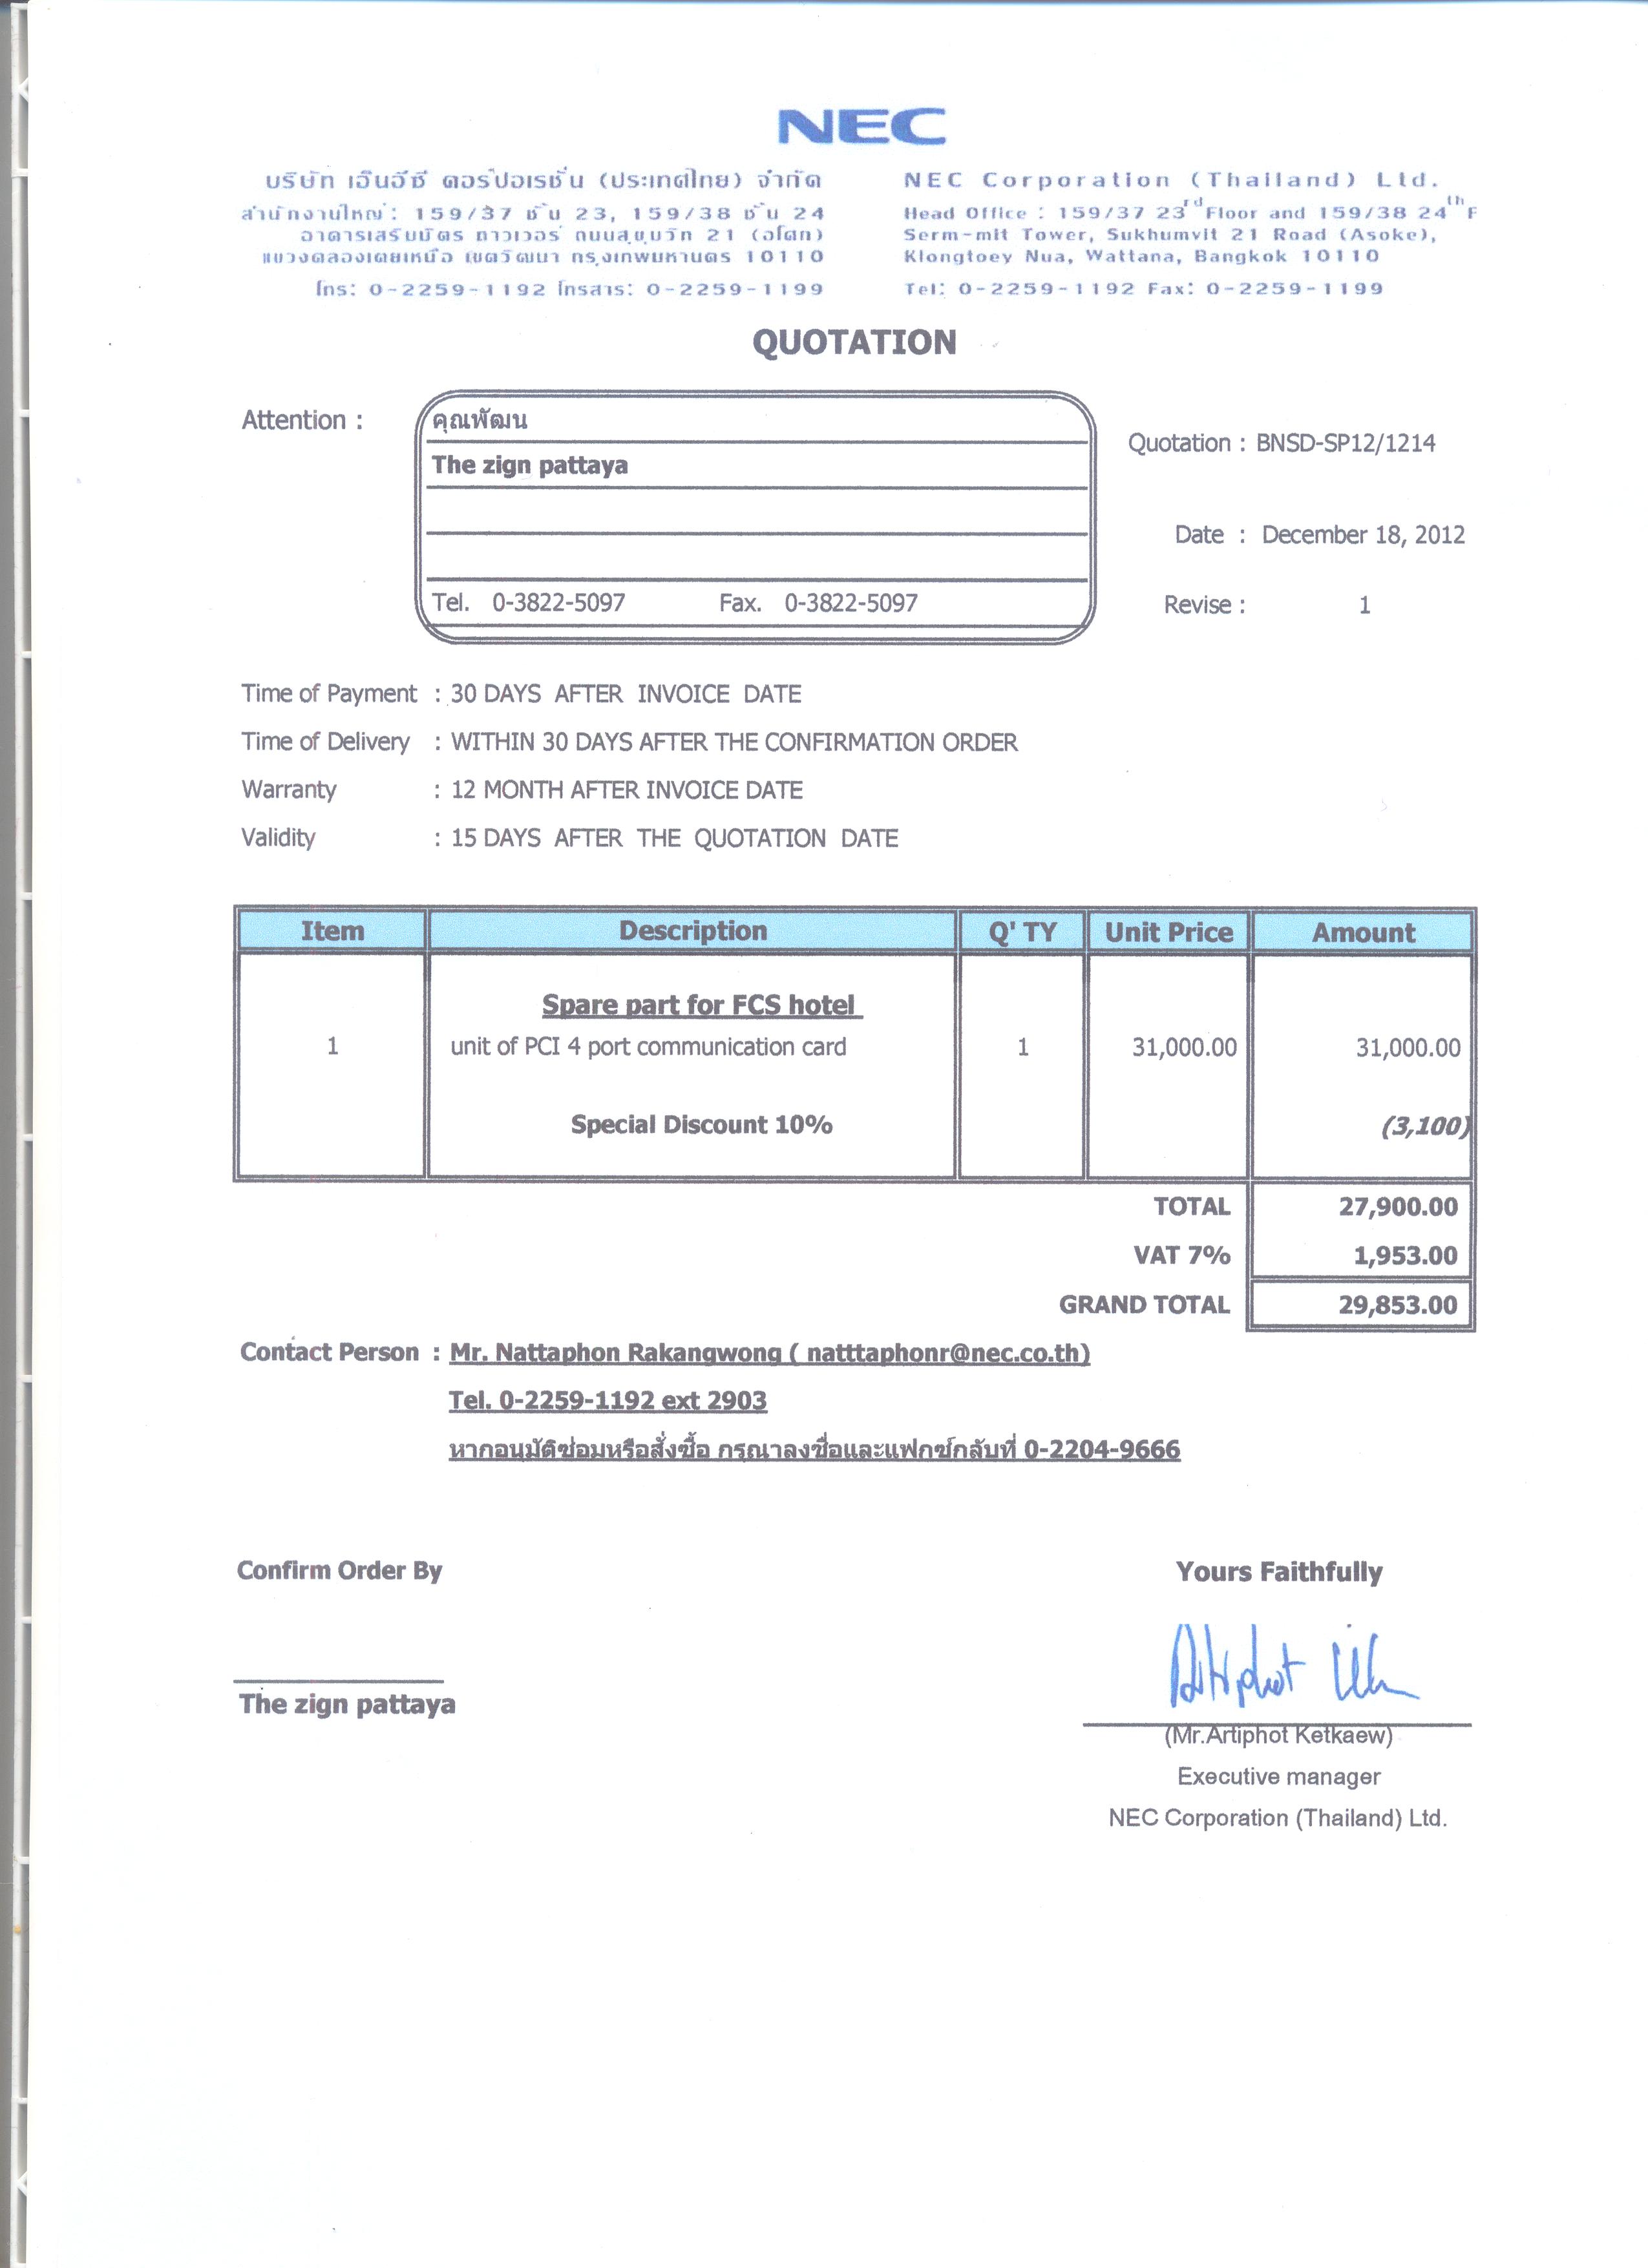 NEC
บริษัท เอ็นอีซี คอร์ปอเรชั่น (ประเทศไทย) จำกัด
สำนักงานใหญ่: 159/37 ชั้น 23, 159/38 ชั้น 24
อาคารเสริมมิตร ทาวเวอร์ ถนนสุขุมวิท 21 (อโศก)
แขวงคลองเตยเหนือ เขตวัฒนา กรุงเทพมหานคร 10110
โทร: 0-2259-1192 โทรสาร: 0-2259-1199
NEC Corporation (Thailand) Ltd.
Head Office : 159/37 23rd Floor and 159/38 24th F
Serm-mit Tower, Sukhumvit 21 Road (Asoke),
Klongtoey Nua, Wattana, Bangkok 10110
Tel: 0-2259-1192 Fax: 0-2259-1199
QUOTATION
Attention : คุณพัฒน
The zign pattaya
Tel. 0-3822-5097 Fax. 0-3822-5097
Quotation : BNSD-SP12/1214
Date : December 18, 2012
Revise : 1
Time of Payment : 30 DAYS AFTER INVOICE DATE
Time of Delivery : WITHIN 30 DAYS AFTER THE CONFIRMATION ORDER
Warranty : 12 MONTH AFTER INVOICE DATE
Validity : 15 DAYS AFTER THE QUOTATION DATE
Item Description Q' TY Unit Price Amount
Spare part for FCS hotel
1 unit of PCI 4 port communication card 1 31,000.00 31,000.00
Special Discount 10% (3,100)
TOTAL 27,900.00
VAT 7% 1,953.00
GRAND TOTAL 29,853.00
Contact Person : Mr. Nattaphon Rakangwong ( natttaphonr@nec.co.th)
Tel. 0-2259-1192 ext 2903
หากอนุมัติซ่อมหรือสั่งซื้อ กรุณาลงชื่อและแฟกซ์กลับที่ 0-2204-9666
Confirm Order By
The zign pattaya
Yours Faithfully
(Mr.Artiphot Ketkaew)
Executive manager
NEC Corporation (Thailand) Ltd.